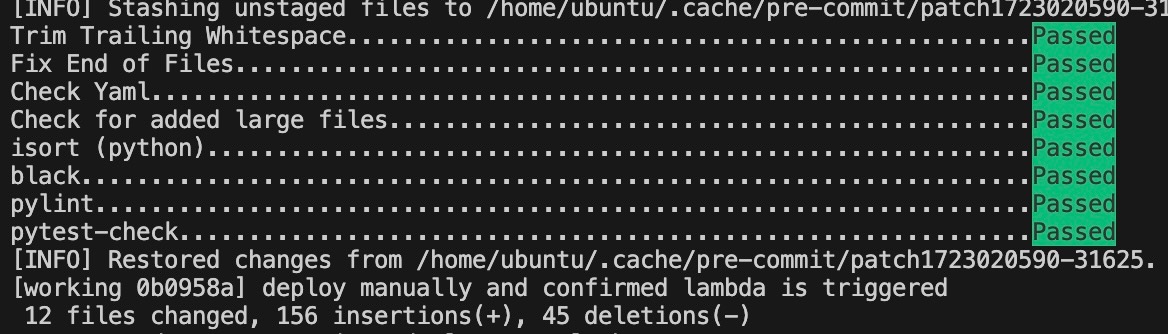 [INFO] Stashing unstaged files to /home/ubuntu/.cache/pre-commit/patch1723020590-31
Trim Trailing Whitespace.................................................Passed
Fix End of Files.........................................................Passed
Check Yaml...............................................................Passed
Check for added large files..............................................Passed
isort (python)...........................................................Passed
black....................................................................Passed
pylint...................................................................Passed
pytest-check.............................................................Passed
[INFO] Restored changes from /home/ubuntu/.cache/pre-commit/patch1723020590-31625.
[working 0b0958a] deploy manually and confirmed lambda is triggered
 12 files changed, 156 insertions(+), 45 deletions(-)